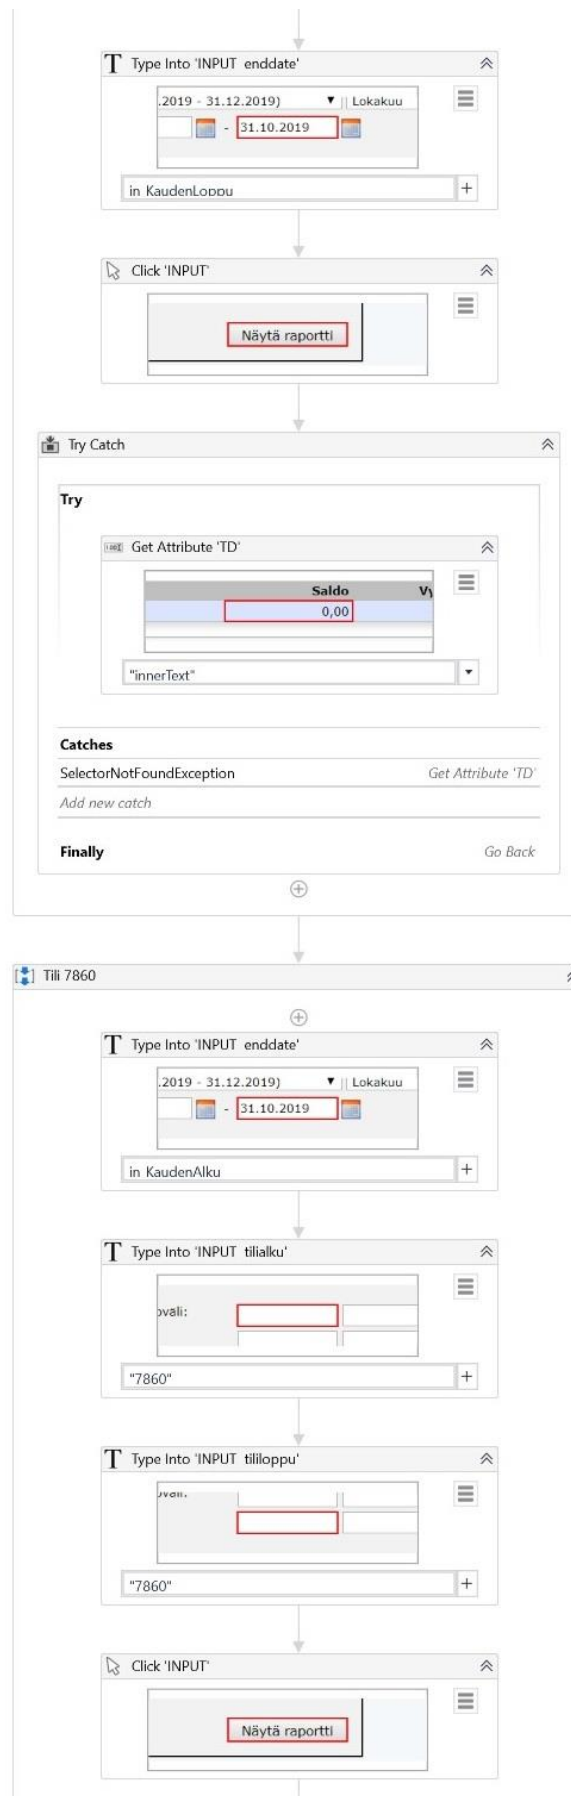 T Type Into 'INPUT enddate'
.2019 - 31.12.2019) ▼ || Lokakuu
- 31.10.2019
in KaudenLoppu +
Click 'INPUT'
Näytä raportti
Try Catch
Try
Get Attribute 'TD'
Saldo
0,00
"innerText"
Catches
SelectorNotFoundException Get Attribute 'TD'
Add new catch
Finally Go Back
Tili 7860
T Type Into 'INPUT enddate'
.2019 - 31.12.2019) ▼ || Lokakuu
- 31.10.2019
in KaudenAlku +
T Type Into 'INPUT tilialku'
ovali:
"7860" +
T Type Into 'INPUT tililoppu'
"7860" +
Click 'INPUT'
Näytä raportti